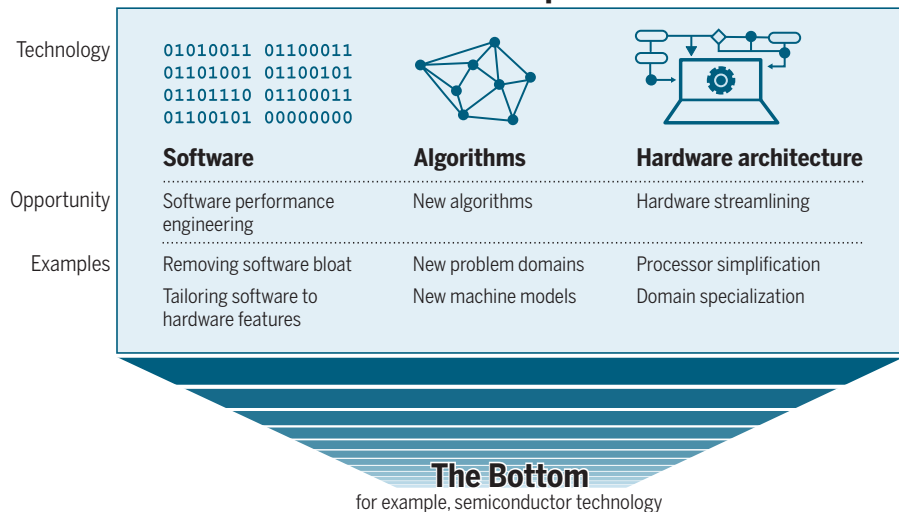 Technology
01010011 01100011
01101001 01100101
01101110 01100011
01100101 00000000
Software
Algorithms
Hardware architecture
Opportunity
Software performance
engineering
New algorithms
Hardware streamlining
Examples
Removing software bloat
New problem domains
Processor simplification
Tailoring software to
hardware features
New machine models
Domain specialization
The Bottom
for example, semiconductor technology